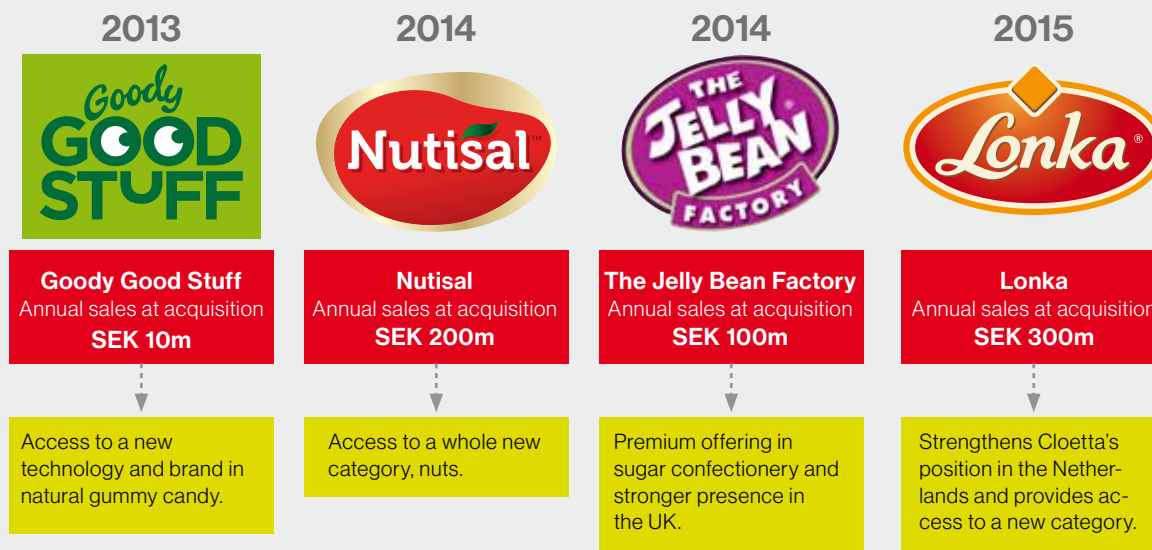 2013
Goody
GOOD
STUFF
Goody Good Stuff
Annual sales at acquisition
SEK 10m
Access to a new
technology and brand in
natural gummy candy.
2014
Nutisal™
Nutisal
Annual sales at acquisition
SEK 200m
Access to a whole new
category, nuts.
2014
THE
JELLY
BEAN
FACTORY
®
The Jelly Bean Factory
Annual sales at acquisition
SEK 100m
Premium offering in
sugar confectionery and
stronger presence in
the UK.
2015
Lonka®
Lonka
Annual sales at acquisition
SEK 300m
Strengthens Cloetta's
position in the Nether-
lands and provides ac-
cess to a new category.